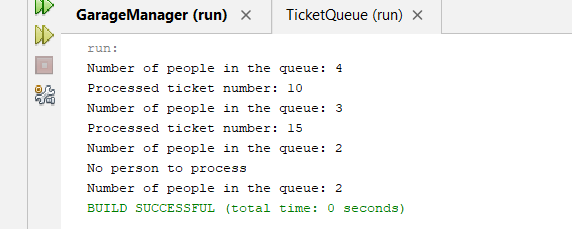 GarageManager (run) × TicketQueue (run) ×
run:
Number of people in the queue: 4
Processed ticket number: 10
Number of people in the queue: 3
Processed ticket number: 15
Number of people in the queue: 2
No person to process
Number of people in the queue: 2
BUILD SUCCESSFUL (total time: 0 seconds)